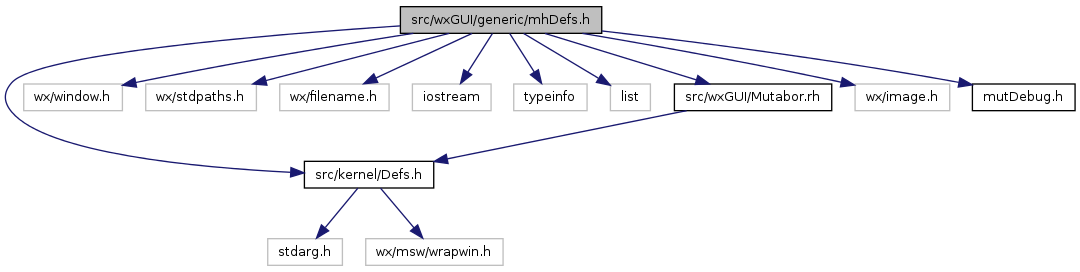 src/wxGUI/generic/mhDefs.h
wx/window.h
wx/stdpaths.h
wx/filename.h
iostream
typeinfo
list
src/wxGUI/Mutabor.rh
wx/image.h
mutDebug.h
src/kernel/Defs.h
stdarg.h
wx/msw/wrapwin.h